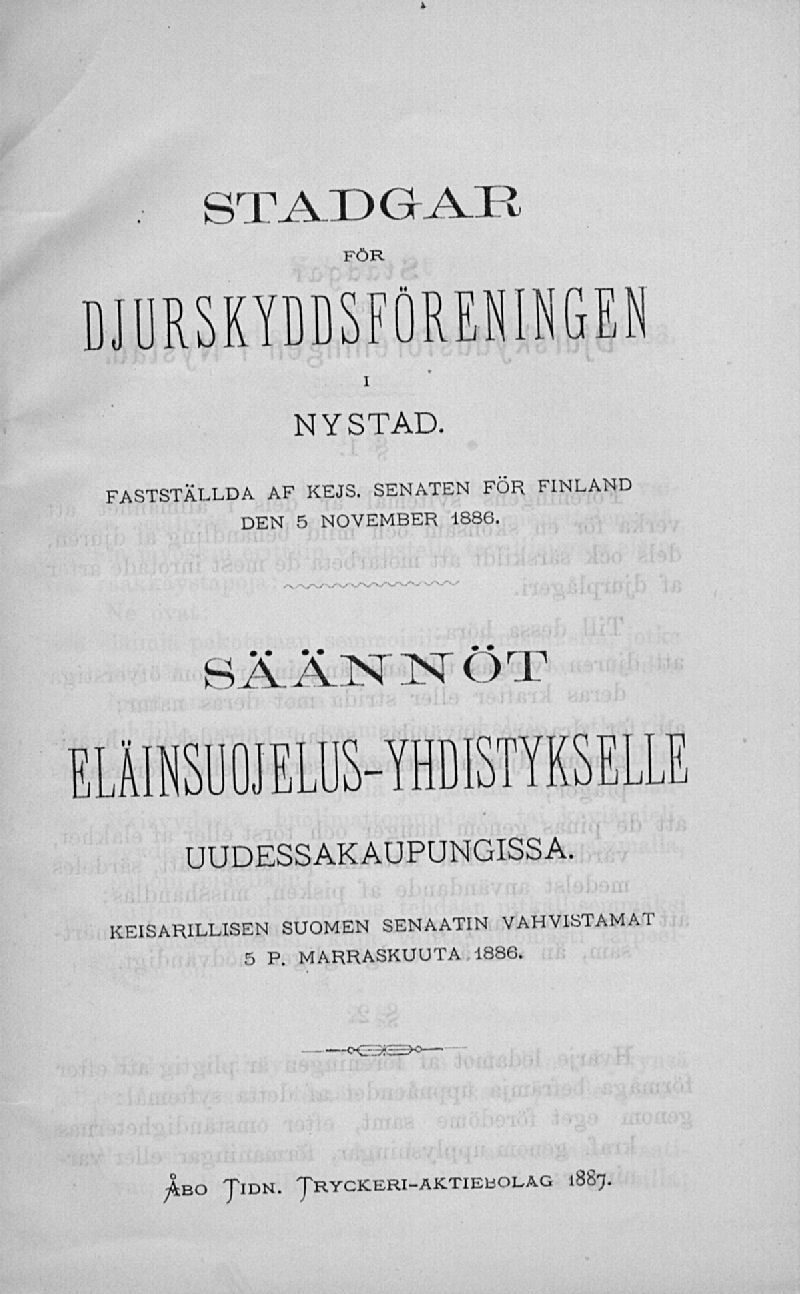 STADGAR
FÖR
DJURSKYDDSFÖRENINGEN
I
NYSTAD.
FASTSTÄLLDA AF KEJS. SENATEN FÖR FINLAND
DEN 5 NOVEMBER 1886.
SÄÄNNÖT
ELÄINSUOJELUS-YHDISTYKSELLE
UUDESSAKAUPUNGISSA.
KEISARILLISEN SUOMEN SENAATIN VAHVISTAMAT
5 P. MARRASKUUTA 1886.
ÅBO TIDN. TRYCKERI-AKTIEBOLAG 1887.